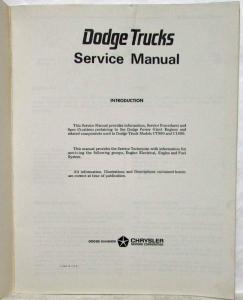 Dodge Trucks
Service Manual
INTRODUCTION
This Service Manual provides information, Service Procedures and
Specifications pertaining to the Dodge Power Giant Engines and
related components used in Dodge Truck Models CT800 and C1000.
This manual provides the Service Technician with information for
servicing the following groups, Engine Electrical, Engine and Fuel
System.
All information, Illustrations and Descriptions contained herein
are correct at time of publication.
DODGE DIVISION
CHRYSLER
MOTORS CORPORATION